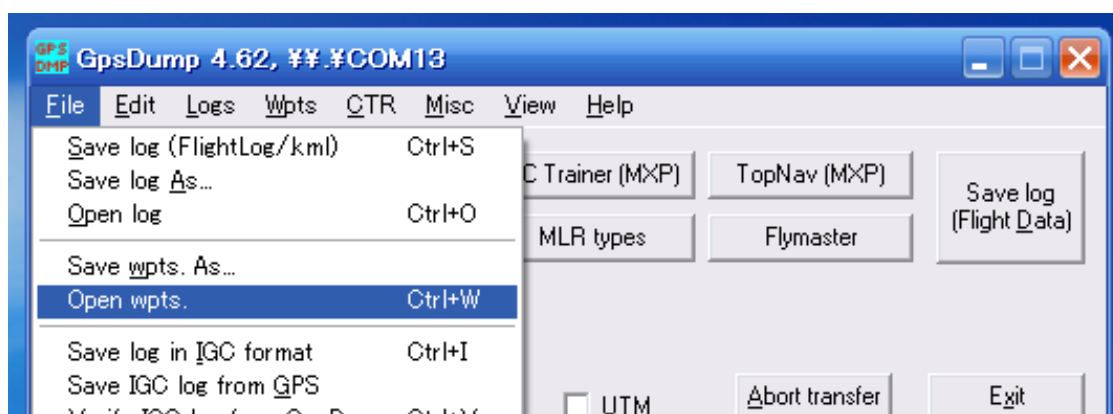 GPS
DMP
GpsDump 4.62, ¥¥.¥COM13
File Edit Logs Wpts CTR Misc View Help
Save log (FlightLog/kml) Ctrl+S
Save log As...
Open log Ctrl+O
Save wpts. As...
Open wpts. Ctrl+W
Save log in IGC format Ctrl+I
Save IGC log from GPS
C Trainer (MXP)
TopNav (MXP)
Save log
(Flight Data)
MLR types
Flymaster
UTM
Abort transfer
Exit